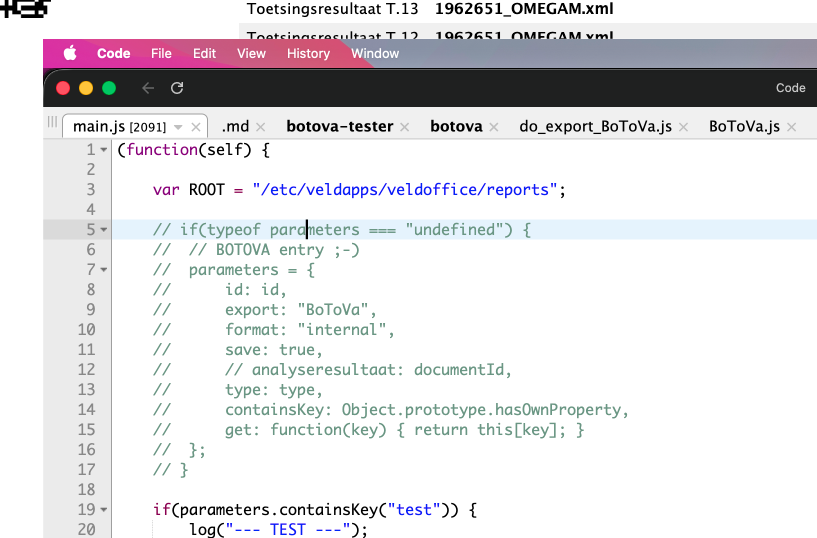 Toetsingsresultaat T.13 1962651_OMEGAM.xml
Toetsingsresultaat T.12 1962651_OMEGAM.xml
Code File Edit View History Window
Code
main.js [2091] .md botova-tester botova do_export_BoToVa.js BoToVa.js
1 (function(self) {
2
3 var ROOT = "/etc/veldapps/veldoffice/reports";
4
5 // if(typeof parameters === "undefined") {
6 // // BOTOVA entry ;-)
7 // parameters = {
8 // id: id,
9 // export: "BoToVa",
10 // format: "internal",
11 // save: true,
12 // // analyseresultaat: documentId,
13 // type: type,
14 // containsKey: Object.prototype.hasOwnProperty,
15 // get: function(key) { return this[key]; }
16 // };
17 // }
18
19 if(parameters.containsKey("test")) {
20 log("--- TEST ---");